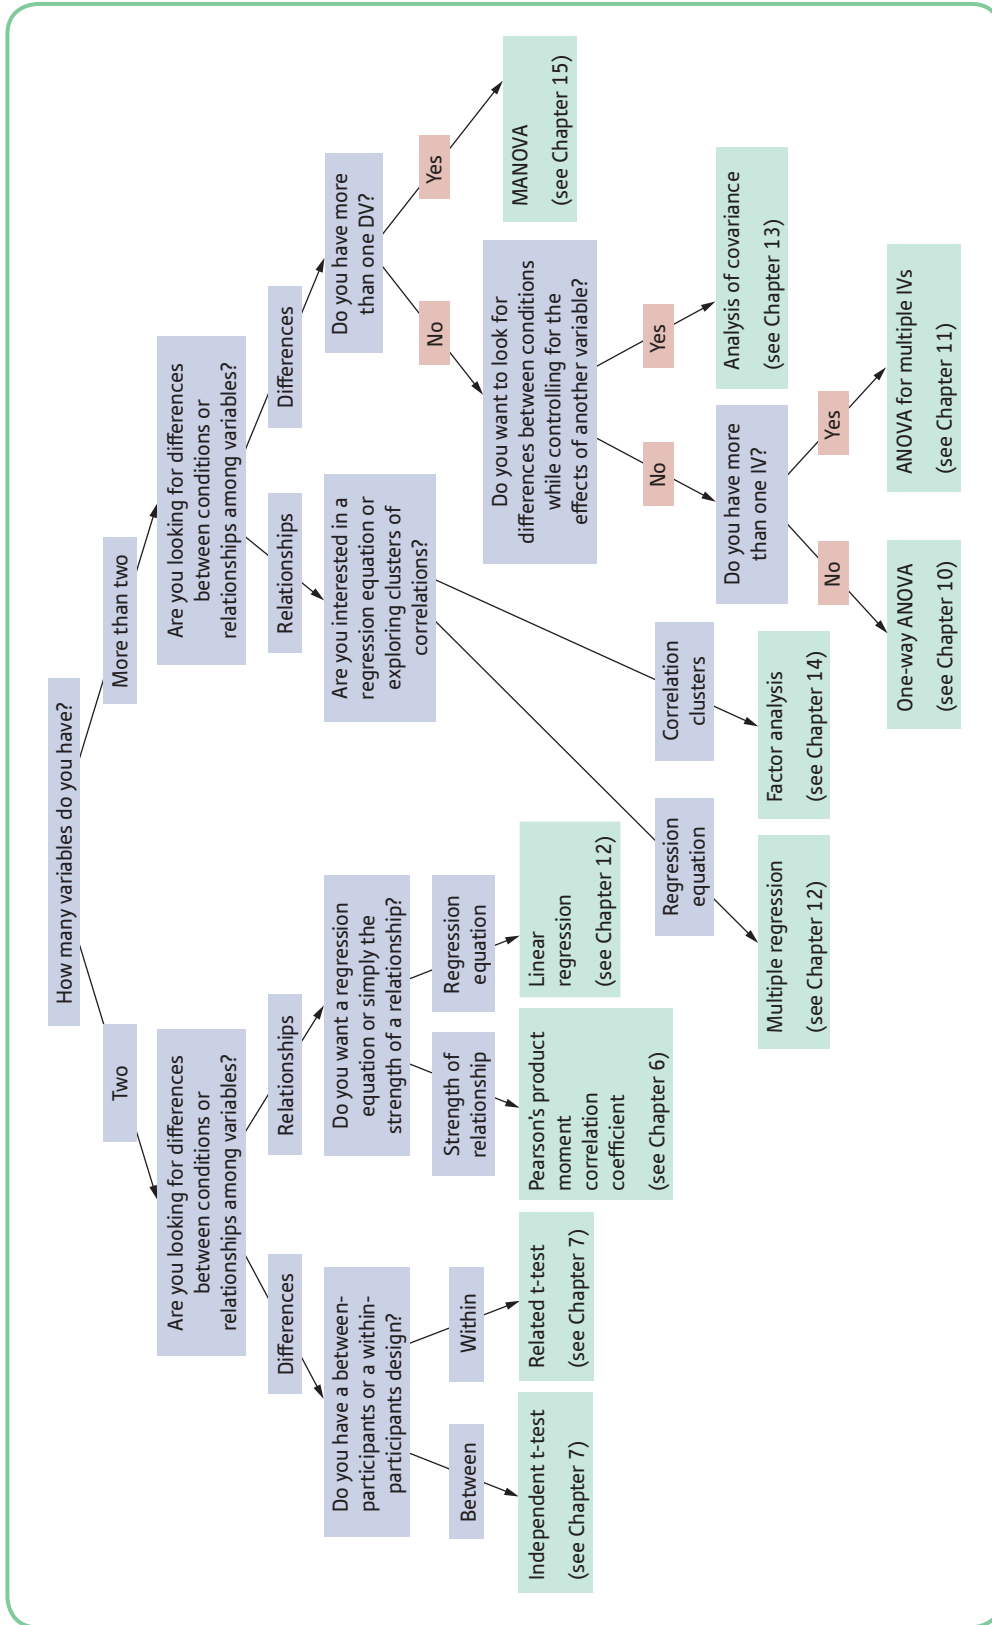 How many variables do you have?
Two
More than two
Are you looking for differences
between conditions or
relationships among variables?
Are you looking for differences
between conditions or
relationships among variables?
Differences
Relationships
Relationships
Differences
Do you have a between-
participants or a within-
participants design?
Do you want a regression
equation or simply the
strength of a relationship?
Are you interested in a
regression equation or
exploring clusters of
correlations?
Do you have more
than one DV?
Between
Within
Strength of
relationship
Regression
equation
No
Yes
Independent t-test
(see Chapter 7)
Related t-test
(see Chapter 7)
Pearson's product
moment
correlation
coefficient
(see Chapter 6)
Linear
regression
(see Chapter 12)
Do you want to look for
differences between conditions
while controlling for the
effects of another variable?
MANOVA
(see Chapter 15)
Regression
equation
Correlation
clusters
No
Yes
Multiple regression
(see Chapter 12)
Factor analysis
(see Chapter 14)
Do you have more
than one IV?
Analysis of covariance
(see Chapter 13)
No
Yes
One-way ANOVA
(see Chapter 10)
ANOVA for multiple IVs
(see Chapter 11)